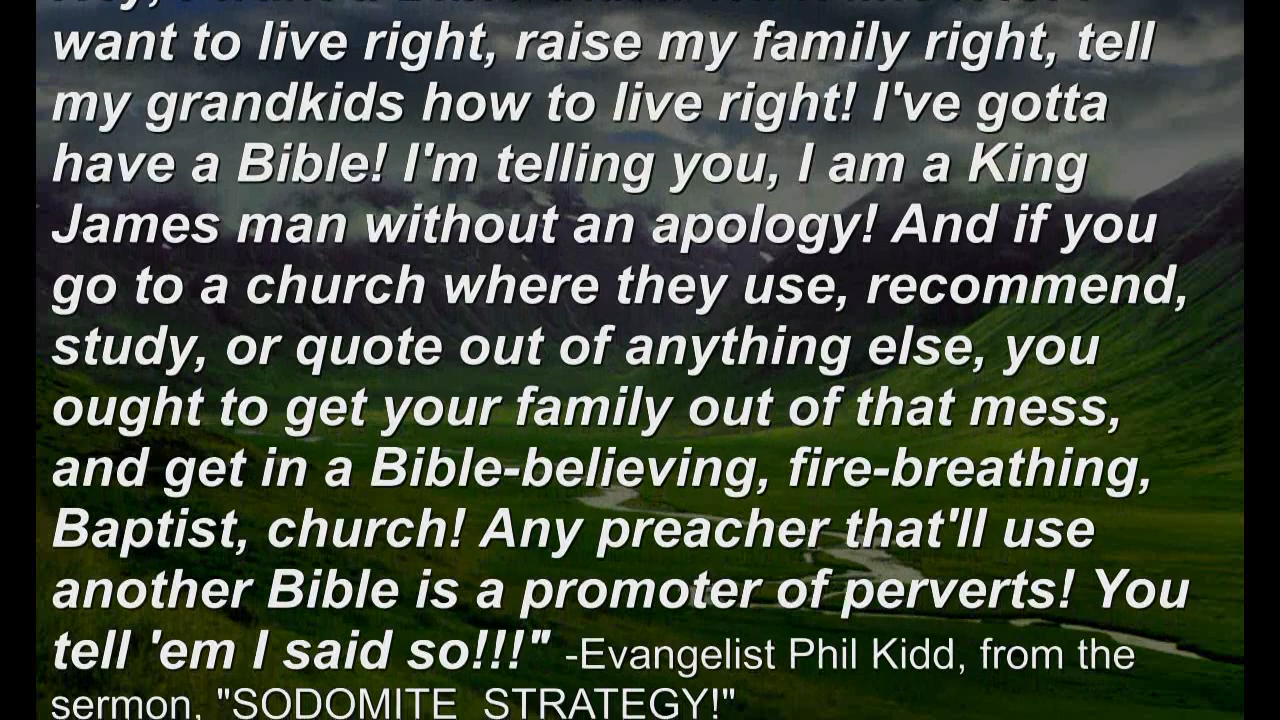 want to live right, raise my family right, tell
my grandkids how to live right! I've gotta
have a Bible! I'm telling you, I am a King
James man without an apology! And if you
go to a church where they use, recommend,
study, or quote out of anything else, you
ought to get your family out of that mess,
and get in a Bible-believing, fire-breathing,
Baptist, church! Any preacher that'll use
another Bible is a promoter of perverts! You
tell 'em I said so!!!" -Evangelist Phil Kidd, from the
sermon, "SODOMITE STRATEGY!"